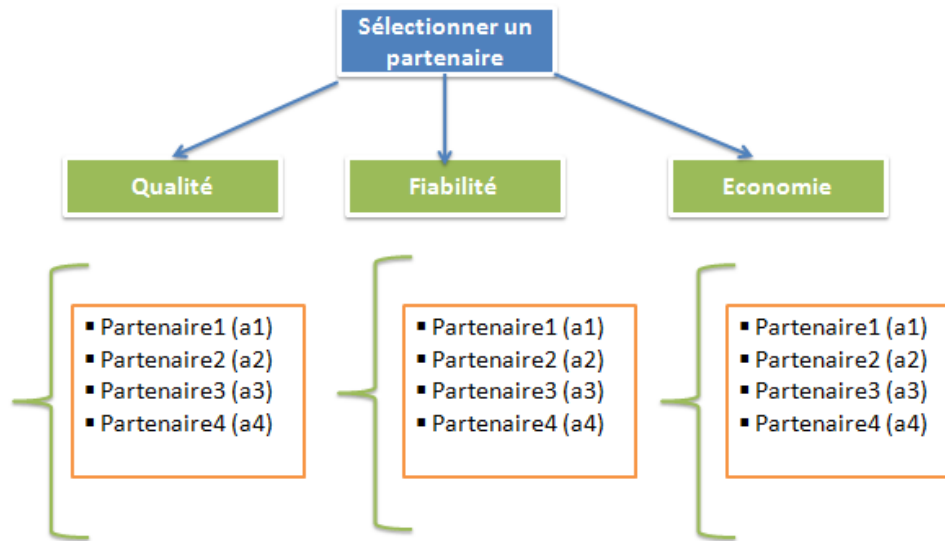 Sélectionner un
partenaire
Qualité
Fiabilité
Economie
▪ Partenaire1 (a1)
▪ Partenaire2 (a2)
▪ Partenaire3 (a3)
▪ Partenaire4 (a4)
▪ Partenaire1 (a1)
▪ Partenaire2 (a2)
▪ Partenaire3 (a3)
▪ Partenaire4 (a4)
▪ Partenaire1 (a1)
▪ Partenaire2 (a2)
▪ Partenaire3 (a3)
▪ Partenaire4 (a4)